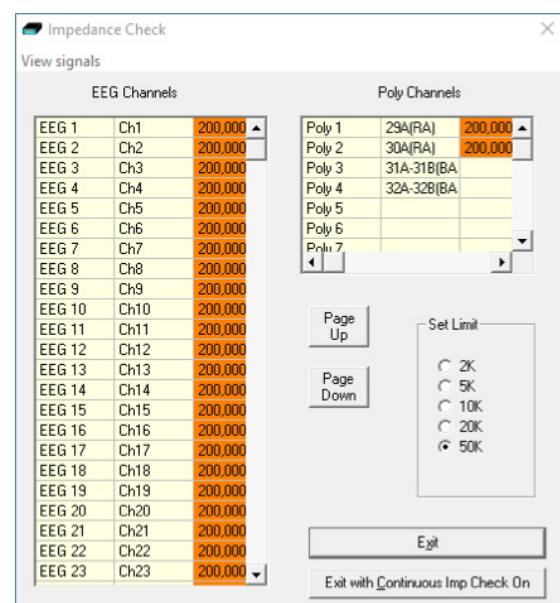 Impedance Check
View signals
EEG Channels
EEG 1 Ch1 200,000
EEG 2 Ch2 200,000
EEG 3 Ch3 200,000
EEG 4 Ch4 200,000
EEG 5 Ch5 200,000
EEG 6 Ch6 200,000
EEG 7 Ch7 200,000
EEG 8 Ch8 200,000
EEG 9 Ch9 200,000
EEG 10 Ch10 200,000
EEG 11 Ch11 200,000
EEG 12 Ch12 200,000
EEG 13 Ch13 200,000
EEG 14 Ch14 200,000
EEG 15 Ch15 200,000
EEG 16 Ch16 200,000
EEG 17 Ch17 200,000
EEG 18 Ch18 200,000
EEG 19 Ch19 200,000
EEG 20 Ch20 200,000
EEG 21 Ch21 200,000
EEG 22 Ch22 200,000
EEG 23 Ch23 200,000
Poly Channels
Poly 1 29A(RA) 200,000
Poly 2 30A(RA) 200,000
Poly 3 31A-31B(BA
Poly 4 32A-32B(BA
Poly 5
Poly 6
Poly 7
Page
Up
Page
Down
Set Limit
2K
5K
10K
20K
50K
Exit
Exit with Continuous Imp Check On